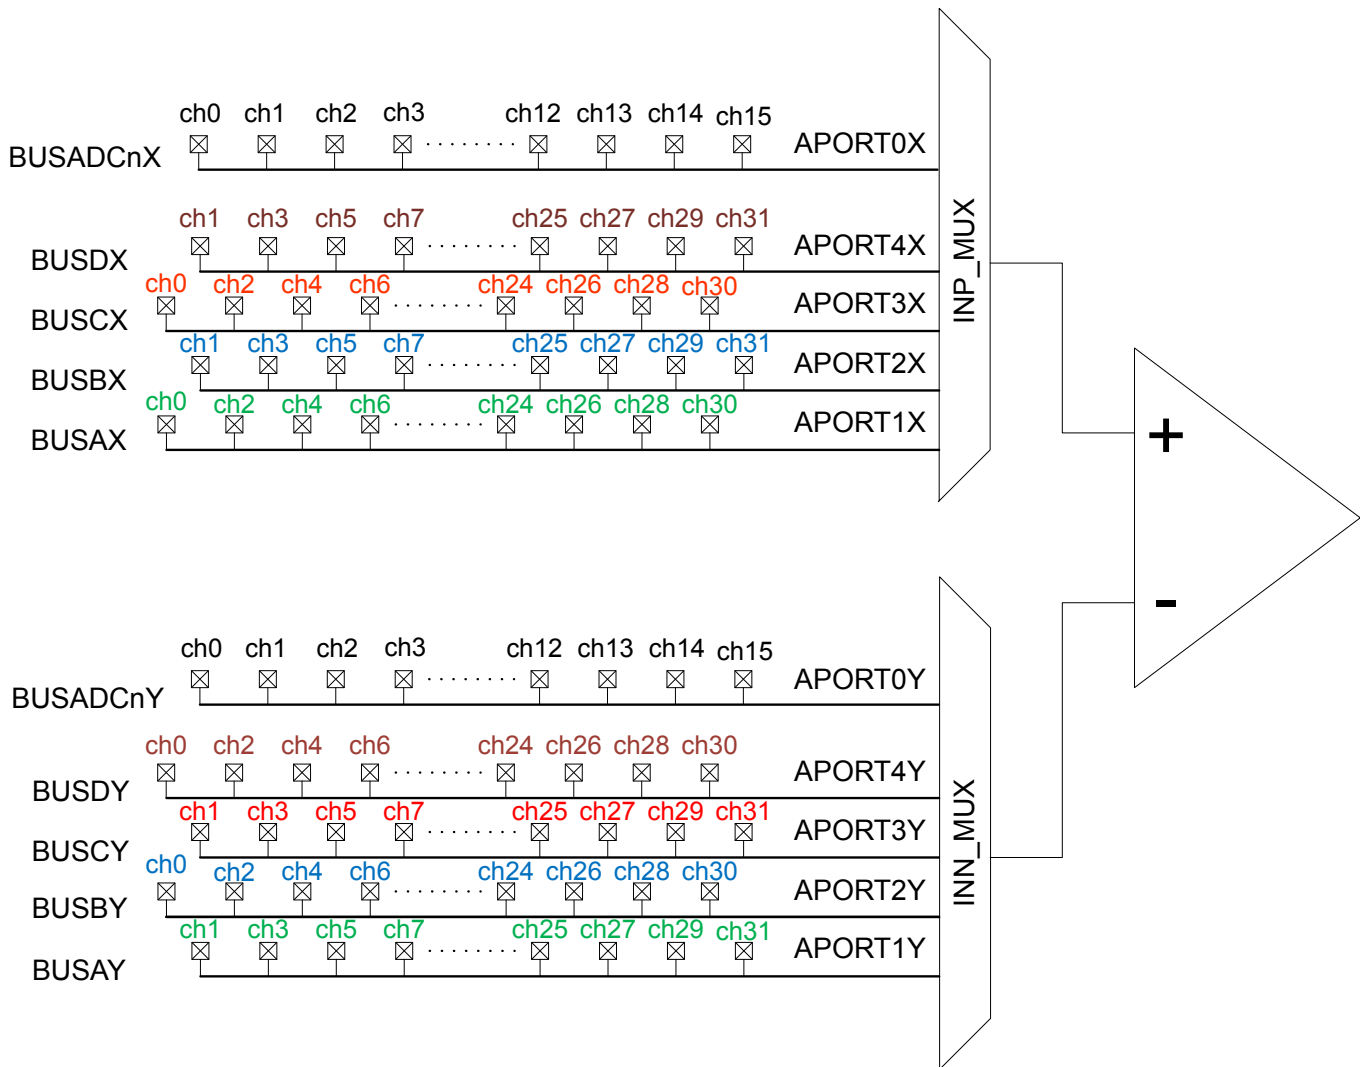 ch0 ch1 ch2 ch3 ········ ch12 ch13 ch14 ch15
BUSADCnX APORT0X
ch1 ch3 ch5 ch7 ········ ch25 ch27 ch29 ch31
BUSDX APORT4X
ch0 ch2 ch4 ch6 ········ ch24 ch26 ch28 ch30
BUSCX APORT3X
ch1 ch3 ch5 ch7 ········ ch25 ch27 ch29 ch31
BUSBX APORT2X
ch0 ch2 ch4 ch6 ········ ch24 ch26 ch28 ch30
BUSAX APORT1X
INP_MUX
+
-
ch0 ch1 ch2 ch3 ········ ch12 ch13 ch14 ch15
BUSADCnY APORT0Y
ch0 ch2 ch4 ch6 ········ ch24 ch26 ch28 ch30
BUSDY APORT4Y
ch1 ch3 ch5 ch7 ········ ch25 ch27 ch29 ch31
BUSCY APORT3Y
ch0 ch2 ch4 ch6 ········ ch24 ch26 ch28 ch30
BUSBY APORT2Y
ch1 ch3 ch5 ch7 ········ ch25 ch27 ch29 ch31
BUSAY APORT1Y
INN_MUX